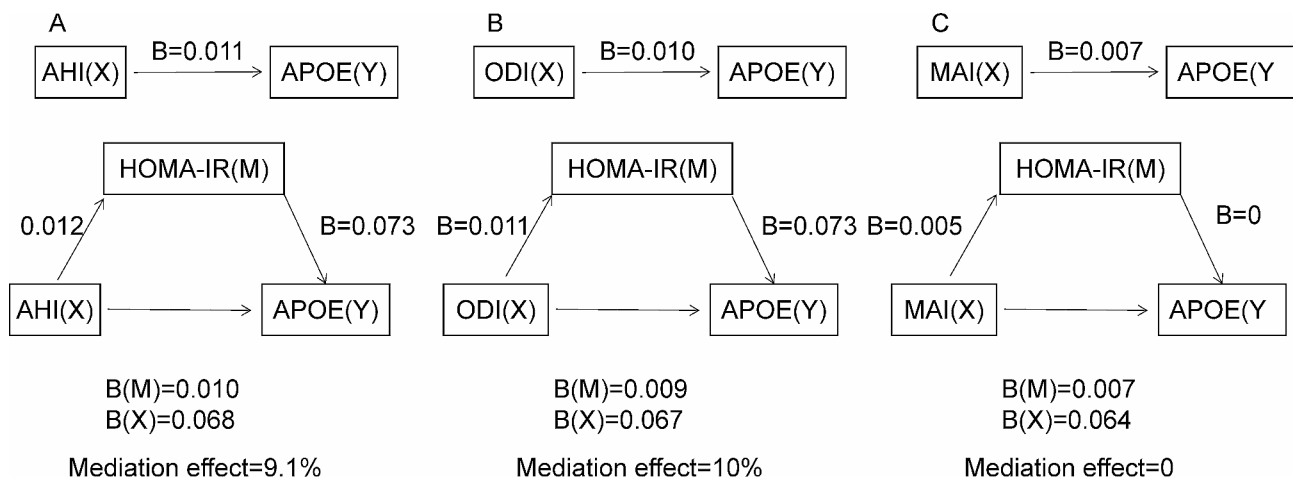 A
B=0.011
AHI(X)
APOE(Y)
HOMA-IR(M)
0.012
B=0.073
AHI(X)
APOE(Y)
B(M)=0.010
B(X)=0.068
Mediation effect=9.1%
B
B=0.010
ODI(X)
APOE(Y)
HOMA-IR(M)
B=0.011
B=0.073
ODI(X)
APOE(Y)
B(M)=0.009
B(X)=0.067
Mediation effect=10%
C
B=0.007
MAI(X)
APOE(Y
HOMA-IR(M)
B=0.005
B=0
MAI(X)
APOE(Y
B(M)=0.007
B(X)=0.064
Mediation effect=0